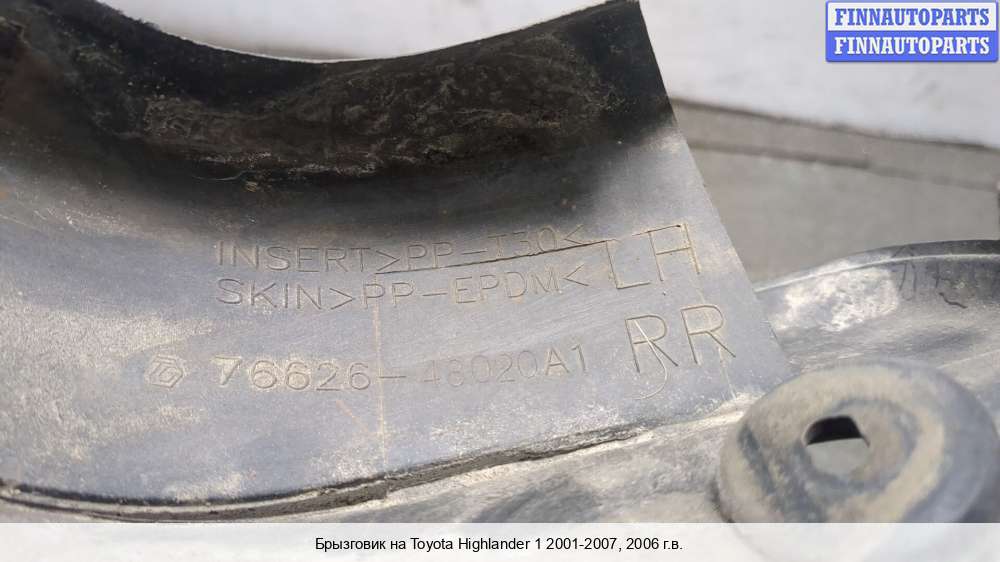 FINNAUTOPARTS
FINNAUTOPARTS
INSERT>PP-T30<
SKIN>PP-EPDM<
LH
RR
76626-48020A1
Брызговик на Toyota Highlander 1 2001-2007, 2006 г.в.